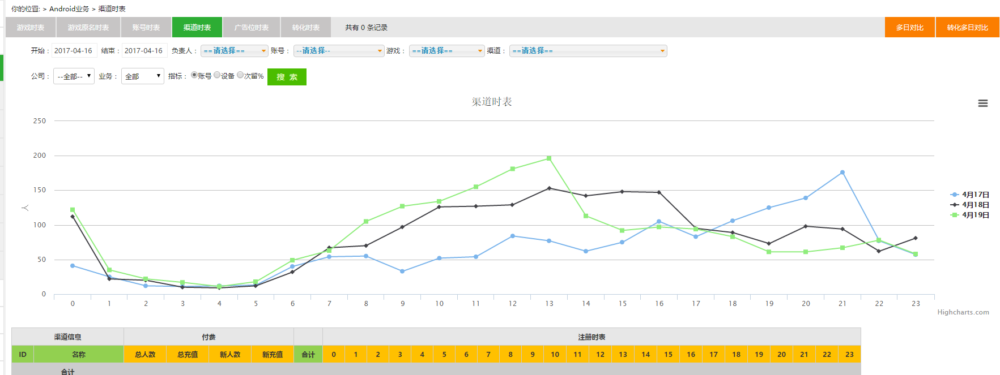 你的位置: > Android业务 > 渠道时表
游戏时表 游戏原名时表 账号时表 渠道时表 广告位时表 转化时表 共有 0 条记录 多日对比 转化多日对比
开始： 2017-04-16 结束： 2017-04-16 负责人： ==请选择== 账号： --请选择-- 游戏： ==请选择== 渠道： ==请选择==
公司： --全部-- 业务： 全部 指标： 账号 设备 次留% 搜 索
渠道时表
250
200
150
100
50
0
人
0 1 2 3 4 5 6 7 8 9 10 11 12 13 14 15 16 17 18 19 20 21 22 23
4月17日
4月18日
4月19日
Highcharts.com
渠道信息 付费 注册时表
ID 名称 总人数 总充值 新人数 新充值 合计 0 1 2 3 4 5 6 7 8 9 10 11 12 13 14 15 16 17 18 19 20 21 22 23
合计